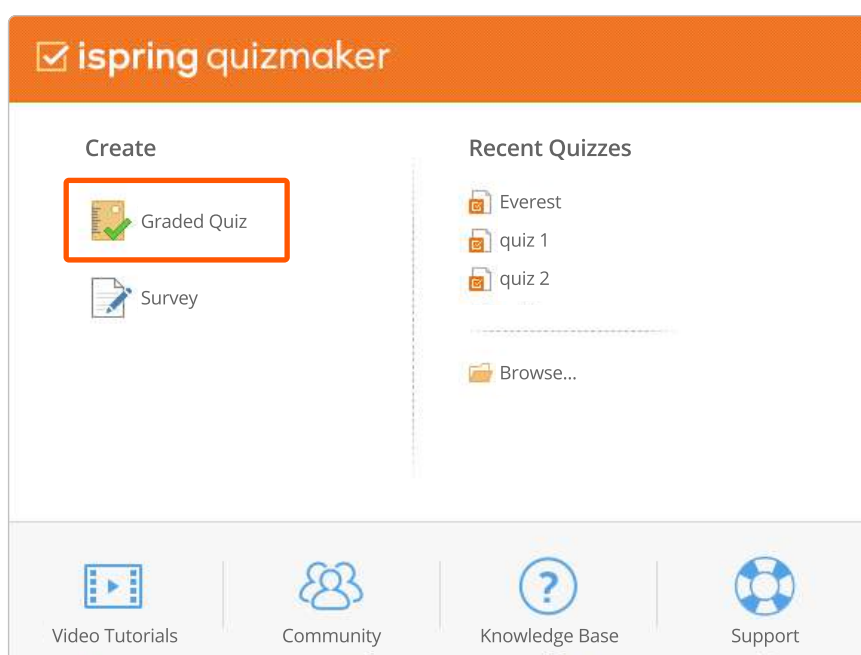 ispring quizmaker
Create
Graded Quiz
Survey
Recent Quizzes
Everest
quiz 1
quiz 2
Browse...
Video Tutorials
Community
Knowledge Base
Support